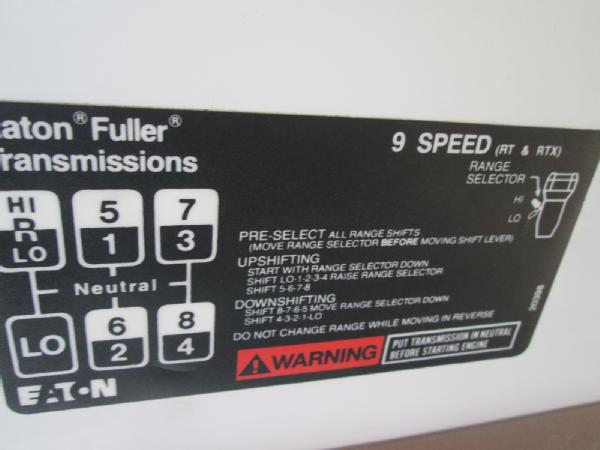 eaton® Fuller®
Transmissions
9 SPEED (RT & RTX)
RANGE
SELECTOR
HI
LO
HI
R
LO
5
1
7
3
Neutral
LO
6
2
8
4
EATON
PRE-SELECT ALL RANGE SHIFTS
(MOVE RANGE SELECTOR BEFORE MOVING SHIFT LEVER)
UPSHIFTING
START WITH RANGE SELECTOR DOWN
SHIFT LO-1-2-3-4 RAISE RANGE SELECTOR
SHIFT 5-6-7-8
DOWNSHIFTING
SHIFT 8-7-6-5 MOVE RANGE SELECTOR DOWN
SHIFT 4-3-2-1-LO
DO NOT CHANGE RANGE WHILE MOVING IN REVERSE
WARNING
PUT TRANSMISSION IN NEUTRAL
BEFORE STARTING ENGINE
20398